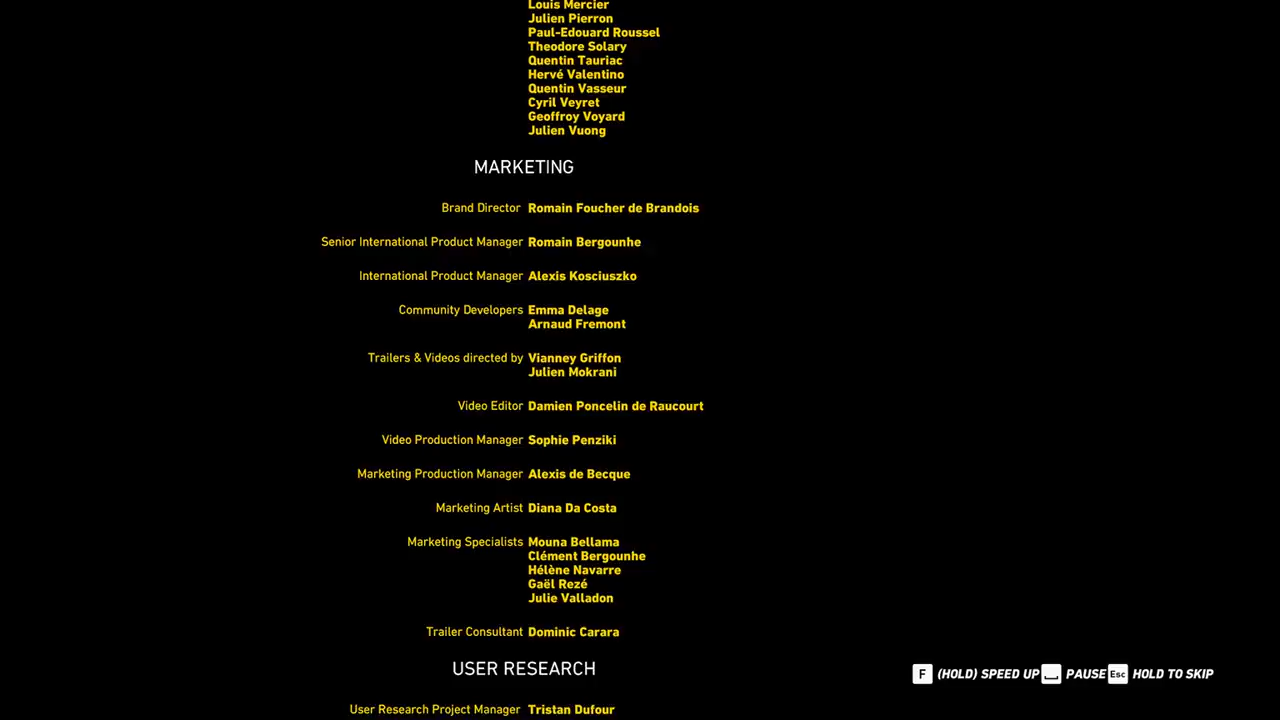 Louis Mercier
Julien Pierron
Paul-Edouard Roussel
Theodore Solary
Quentin Tauriac
Hervé Valentino
Quentin Vasseur
Cyril Veyret
Geoffroy Voyard
Julien Vuong
MARKETING
Brand Director Romain Foucher de Brandois
Senior International Product Manager Romain Bergounhe
International Product Manager Alexis Kosciuszko
Community Developers Emma Delage
Arnaud Fremont
Trailers & Videos directed by Vianney Griffon
Julien Mokrani
Video Editor Damien Poncelin de Raucourt
Video Production Manager Sophie Penziki
Marketing Production Manager Alexis de Becque
Marketing Artist Diana Da Costa
Marketing Specialists Mouna Bellama
Clément Bergounhe
Hélène Navarre
Gaël Rezé
Julie Valladon
Trailer Consultant Dominic Carara
USER RESEARCH
F (HOLD) SPEED UP PAUSE Esc HOLD TO SKIP
User Research Project Manager Tristan Dufour